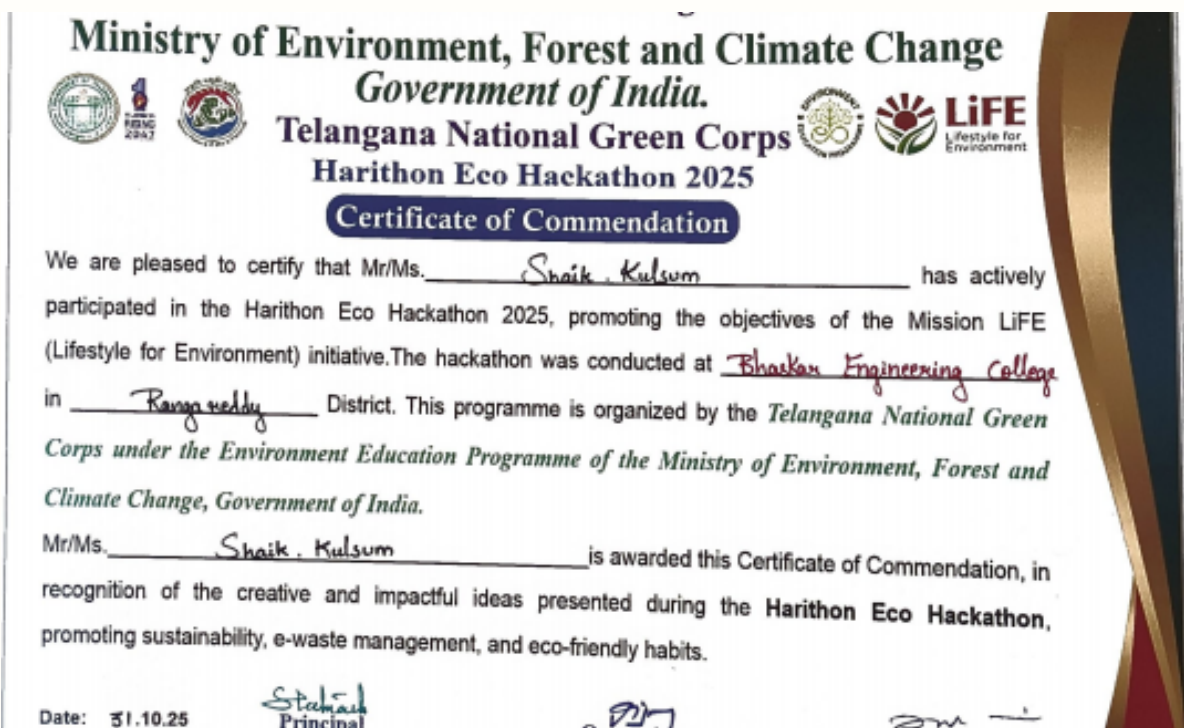 Ministry of Environment, Forest and Climate Change
Government of India.
Telangana National Green Corps
LiFE
Lifestyle for
Environment
Harithon Eco Hackathon 2025
Certificate of Commendation
We are pleased to certify that Mr/Ms. Shaik . Kulsum has actively
participated in the Harithon Eco Hackathon 2025, promoting the objectives of the Mission LiFE
(Lifestyle for Environment) initiative.The hackathon was conducted at Bhaskar Engineering College
in Ranga reddy District. This programme is organized by the Telangana National Green
Corps under the Environment Education Programme of the Ministry of Environment, Forest and
Climate Change, Government of India.
Mr/Ms. Shaik . Kulsum is awarded this Certificate of Commendation, in
recognition of the creative and impactful ideas presented during the Harithon Eco Hackathon,
promoting sustainability, e-waste management, and eco-friendly habits.
Date: 31.10.25
Principal